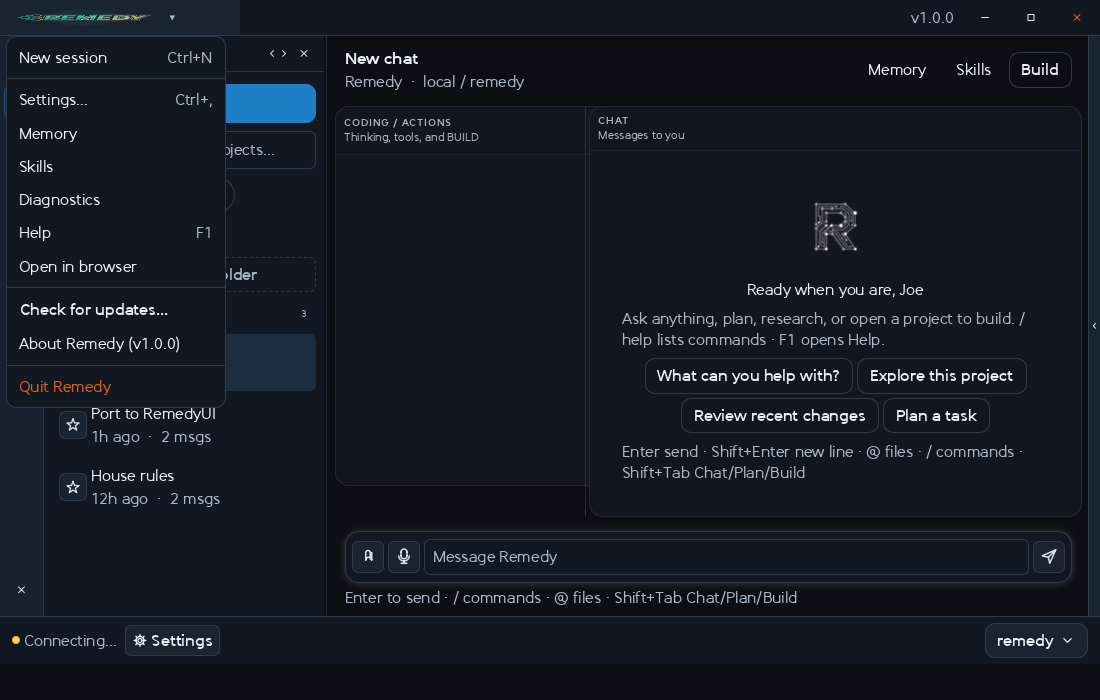 REMEDY ▾
v1.0.0
New session Ctrl+N
Settings... Ctrl+,
Memory
Skills
Diagnostics
Help F1
Open in browser
Check for updates...
About Remedy (v1.0.0)
Quit Remedy
ojects...
older
3
Port to RemedyUI
1h ago · 2 msgs
House rules
12h ago · 2 msgs
New chat
Remedy · local / remedy
Memory Skills Build
CODING / ACTIONS
Thinking, tools, and BUILD
CHAT
Messages to you
Ready when you are, Joe
Ask anything, plan, research, or open a project to build. /
help lists commands · F1 opens Help.
What can you help with? Explore this project
Review recent changes Plan a task
Enter send · Shift+Enter new line · @ files · / commands ·
Shift+Tab Chat/Plan/Build
Message Remedy
Enter to send · / commands · @ files · Shift+Tab Chat/Plan/Build
Connecting... Settings
remedy